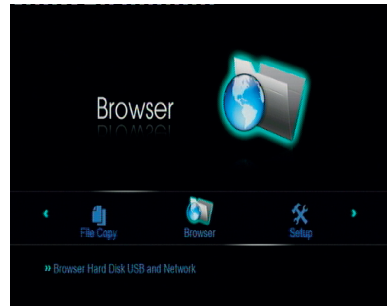 Browser
File Copy
Browser
Setup
» Browser Hard Disk USB and Network